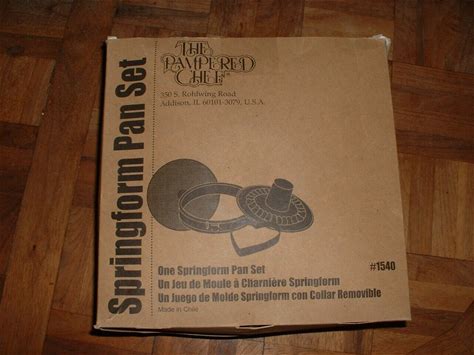 Springform Pan Set
THE
PAMPERED
CHEF
350 S. Rohlwing Road
Addison, IL 60101-3079, U.S.A.
One Springform Pan Set
#1540
Un Jeu de Moule à Charnière Springform
Un Juego de Molde Springform con Collar Removible
Made in